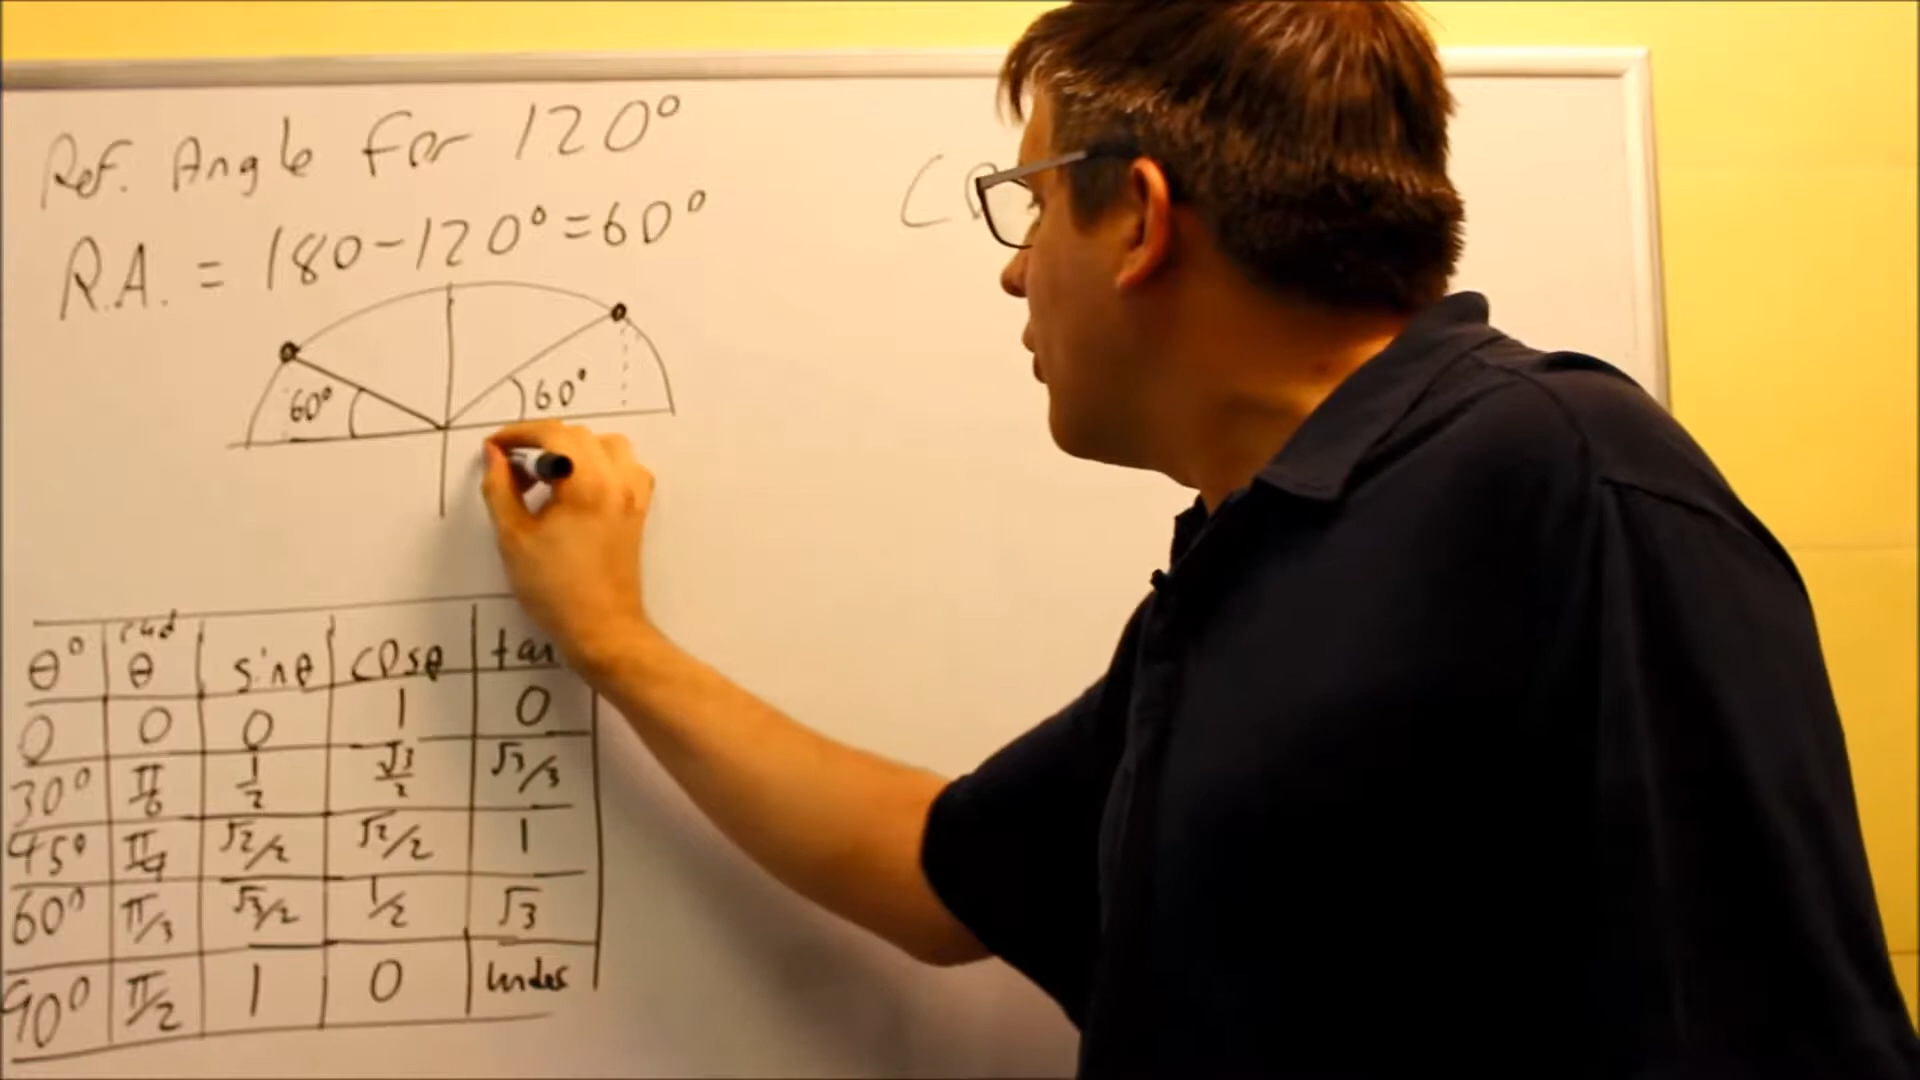 Ref. Angle for 120°
R.A. = 180-120°=60°
60° 60°
θ° rad θ sinθ cosθ tan
0 0 0 1 0
30° π/6 1/2 √3/2 √3/3
45° π/4 √2/2 √2/2 1
60° π/3 √3/2 1/2 √3
90° π/2 1 0 undef